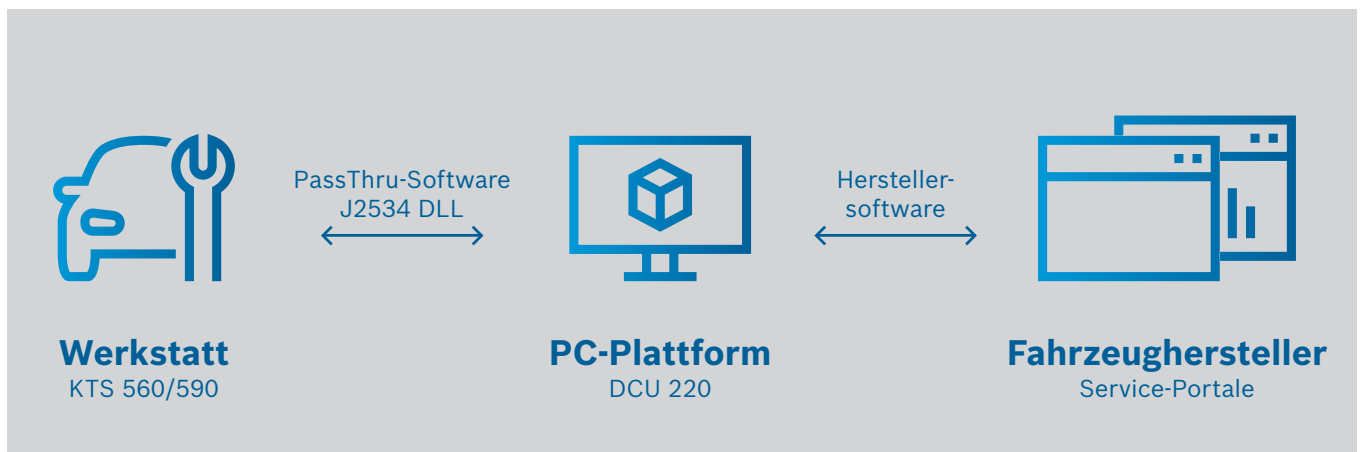 PassThru-Software
J2534 DLL
Hersteller-
software
Werkstatt
KTS 560/590
PC-Plattform
DCU 220
Fahrzeughersteller
Service-Portale